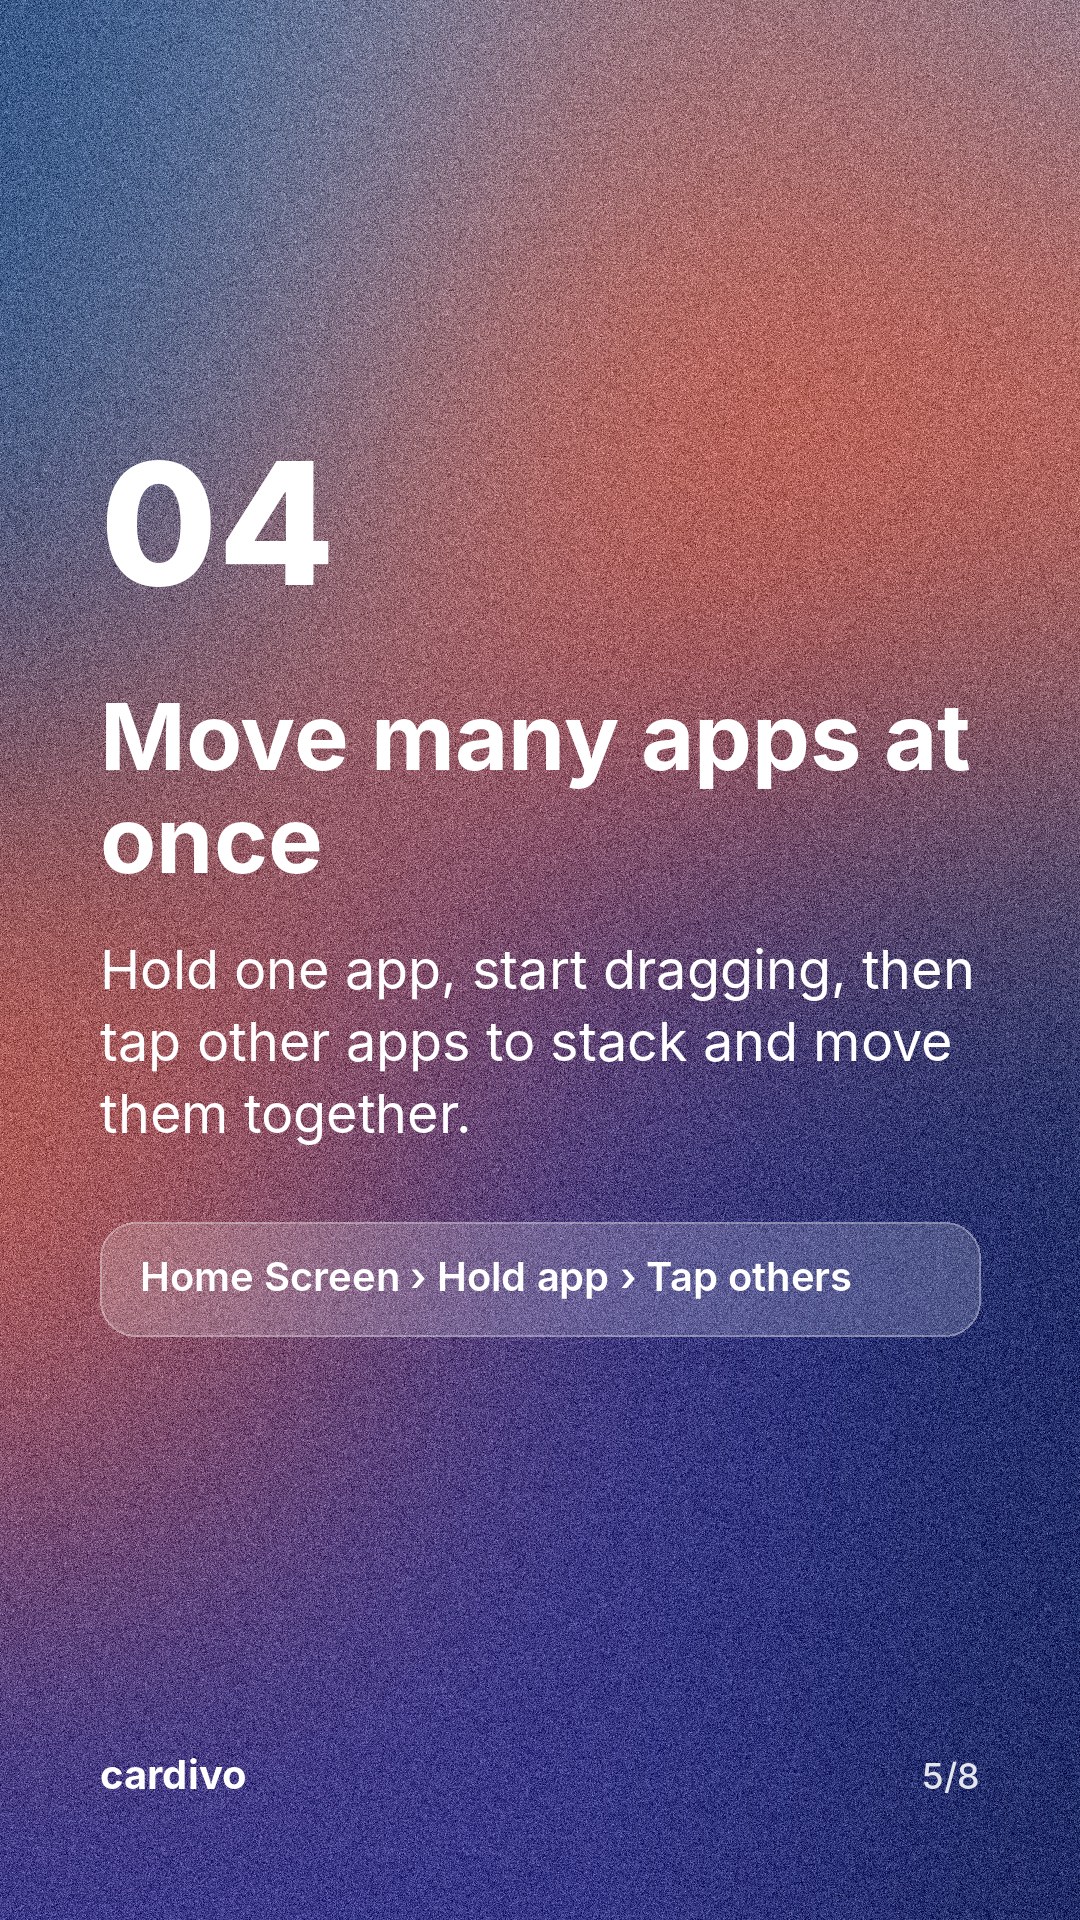 04
Move many apps at
once
Hold one app, start dragging, then
tap other apps to stack and move
them together.
Home Screen › Hold app › Tap others
cardivo
5/8